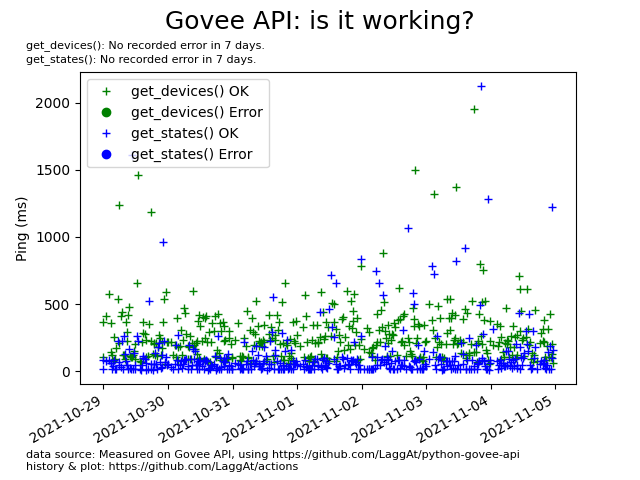 Govee API: is it working?
get_devices(): No recorded error in 7 days.
get_states(): No recorded error in 7 days.
get_devices() OK
get_devices() Error
get_states() OK
get_states() Error
Ping (ms)
2000
1500
1000
500
0
2021-10-29
2021-10-30
2021-10-31
2021-11-01
2021-11-02
2021-11-03
2021-11-04
2021-11-05
data source: Measured on Govee API, using https://github.com/LaggAt/python-govee-api
history & plot: https://github.com/LaggAt/actions